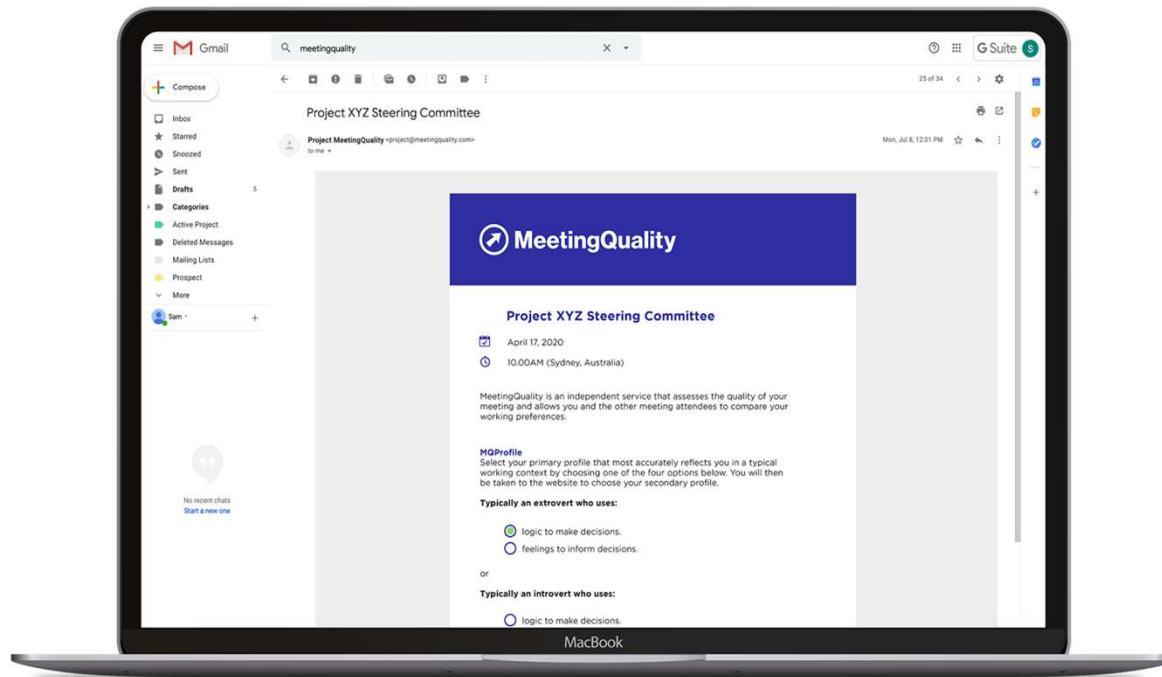 Gmail
meetingquality
G Suite
S
Compose
25 of 34
Project XYZ Steering Committee
Inbox
Starred
Snoozed
Sent
Drafts 5
Categories
Active Project
Deleted Messages
Mailing Lists
Prospect
More
Sam
Project MeetingQuality <project@meetingquality.com>
Mon, Jul 8, 12:01 PM
to me
MeetingQuality
Project XYZ Steering Committee
April 17, 2020
10.00AM (Sydney, Australia)
MeetingQuality is an independent service that assesses the quality of your
meeting and allows you and the other meeting attendees to compare your
working preferences.
MQProfile
Select your primary profile that most accurately reflects you in a typical
working context by choosing one of the four options below. You will then
be taken to the website to choose your secondary profile.
Typically an extrovert who uses:
logic to make decisions.
feelings to inform decisions.
or
Typically an introvert who uses:
logic to make decisions.
No recent chats
Start a new one
MacBook